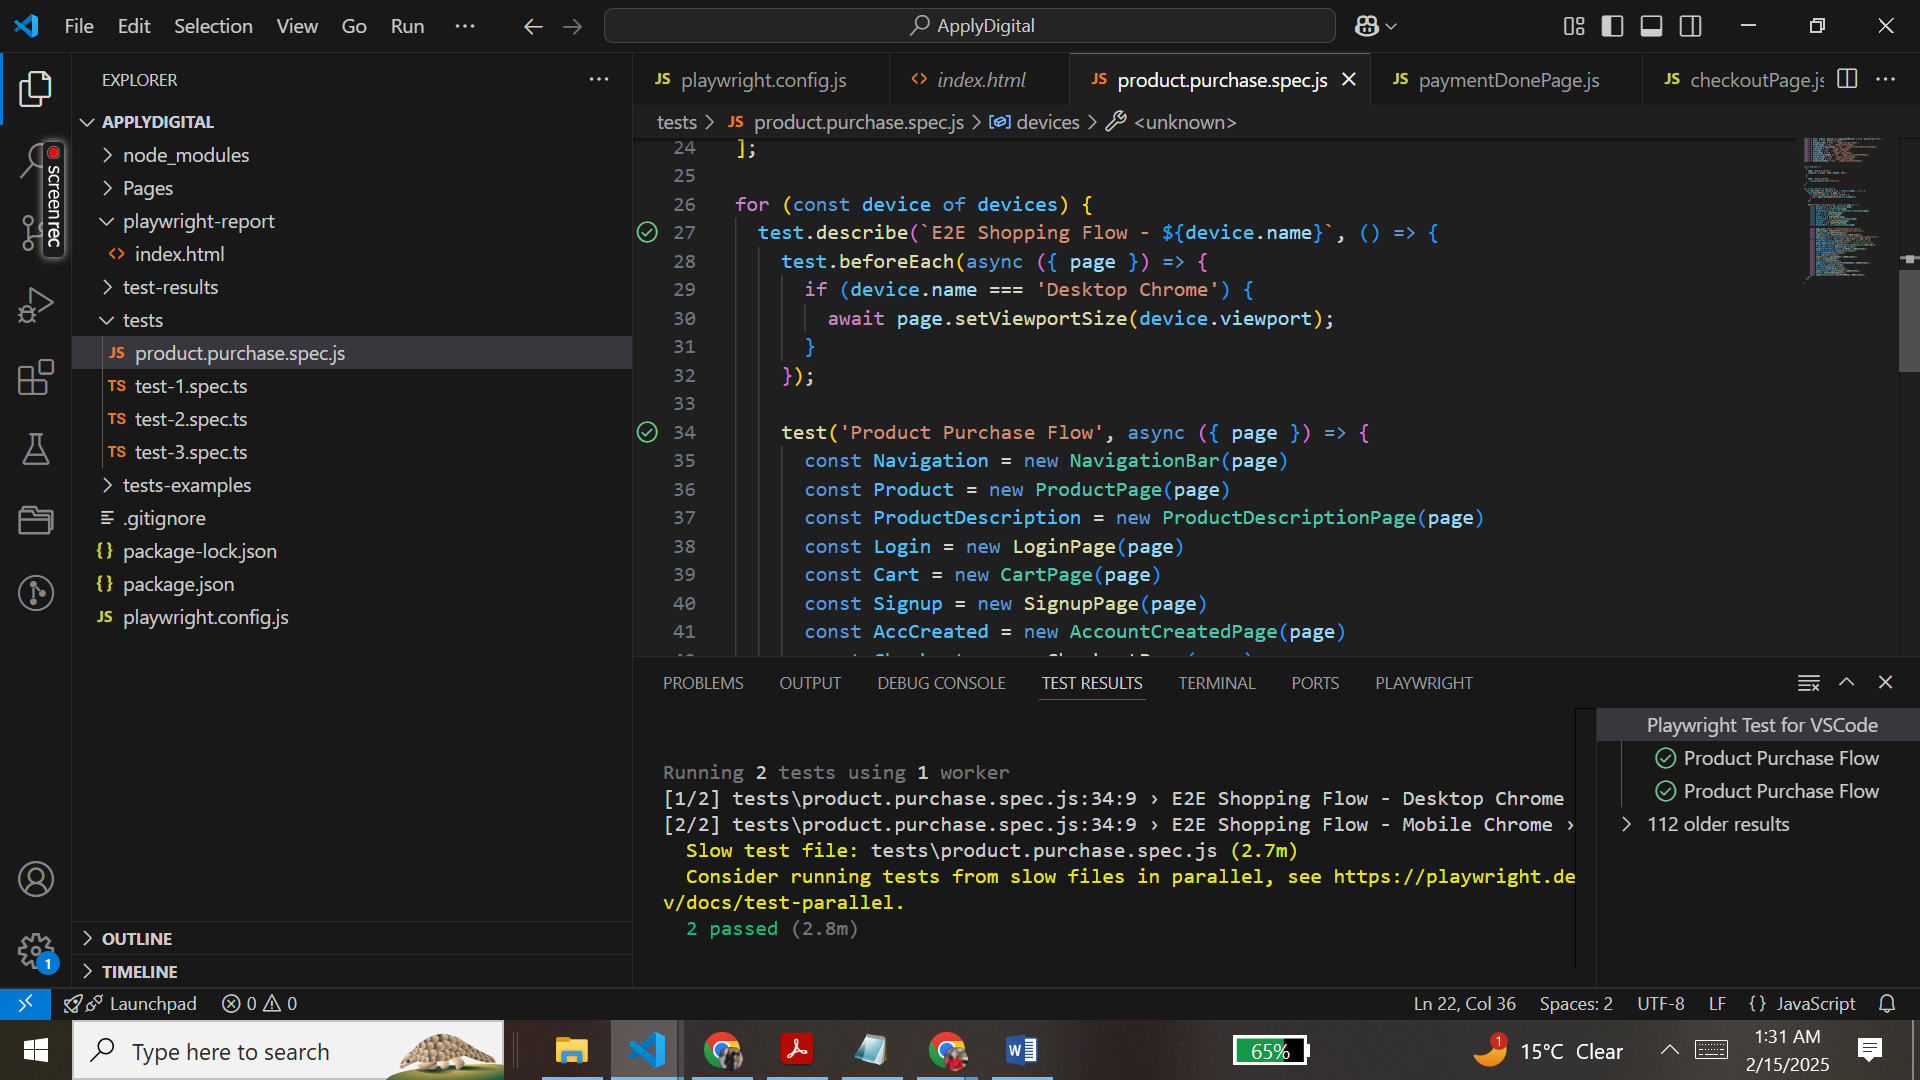 File Edit Selection View Go Run ···
ApplyDigital
EXPLORER
APPLYDIGITAL
node_modules
Pages
playwright-report
index.html
test-results
tests
JS product.purchase.spec.js
TS test-1.spec.ts
TS test-2.spec.ts
TS test-3.spec.ts
tests-examples
.gitignore
{} package-lock.json
{} package.json
JS playwright.config.js
OUTLINE
TIMELINE
screenrec
1
JS playwright.config.js <> index.html JS product.purchase.spec.js JS paymentDonePage.js JS checkoutPage.js
tests > JS product.purchase.spec.js > devices > <unknown>
24 ];
25
26 for (const device of devices) {
27 test.describe(`E2E Shopping Flow - ${device.name}`, () => {
28 test.beforeEach(async ({ page }) => {
29 if (device.name === 'Desktop Chrome') {
30 await page.setViewportSize(device.viewport);
31 }
32 });
33
34 test('Product Purchase Flow', async ({ page }) => {
35 const Navigation = new NavigationBar(page)
36 const Product = new ProductPage(page)
37 const ProductDescription = new ProductDescriptionPage(page)
38 const Login = new LoginPage(page)
39 const Cart = new CartPage(page)
40 const Signup = new SignupPage(page)
41 const AccCreated = new AccountCreatedPage(page)
PROBLEMS OUTPUT DEBUG CONSOLE TEST RESULTS TERMINAL PORTS PLAYWRIGHT
Running 2 tests using 1 worker
[1/2] tests\product.purchase.spec.js:34:9 › E2E Shopping Flow - Desktop Chrome
[2/2] tests\product.purchase.spec.js:34:9 › E2E Shopping Flow - Mobile Chrome ›
Slow test file: tests\product.purchase.spec.js (2.7m)
Consider running tests from slow files in parallel, see https://playwright.de
v/docs/test-parallel.
2 passed (2.8m)
Playwright Test for VSCode
Product Purchase Flow
Product Purchase Flow
112 older results
Launchpad 0 0 Ln 22, Col 36 Spaces: 2 UTF-8 LF {} JavaScript
Type here to search
65%
1
15°C Clear
1:31 AM
2/15/2025